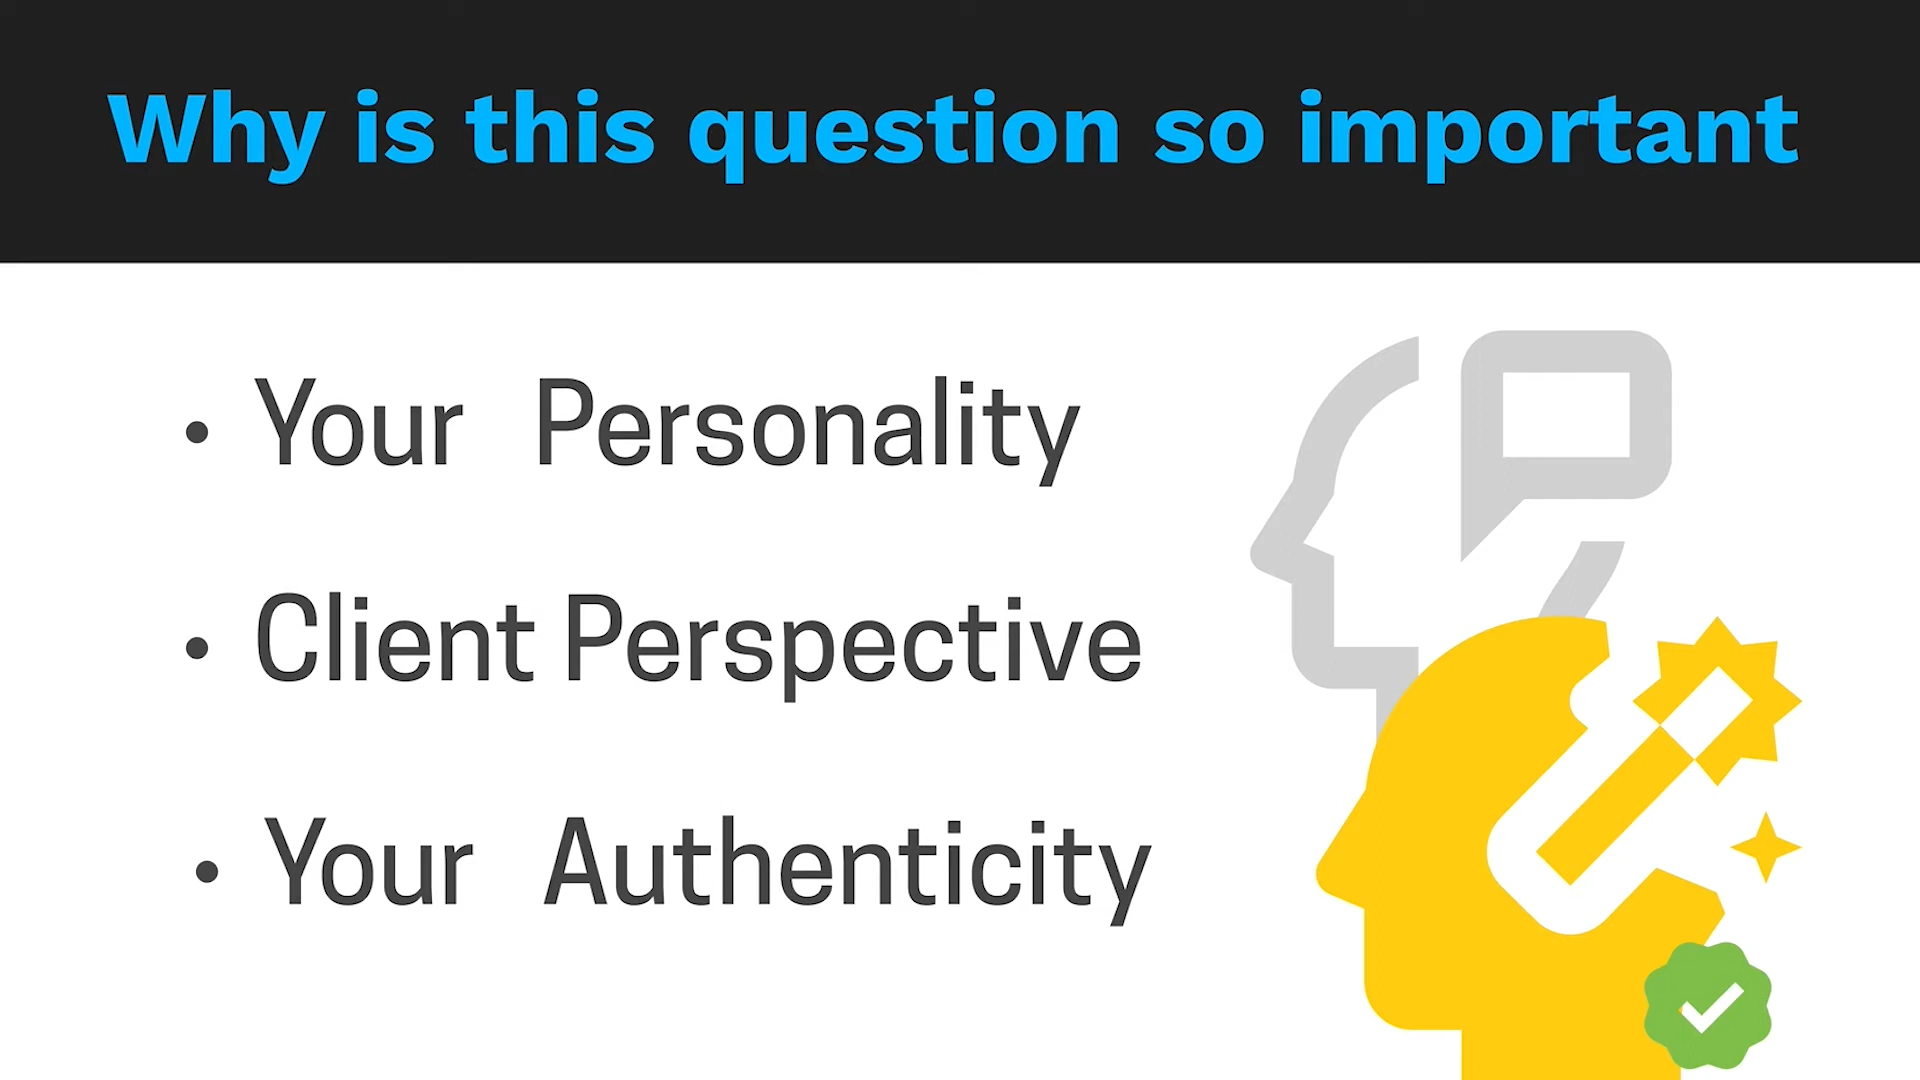 Why is this question so important
• Your Personality
• Client Perspective
• Your Authenticity